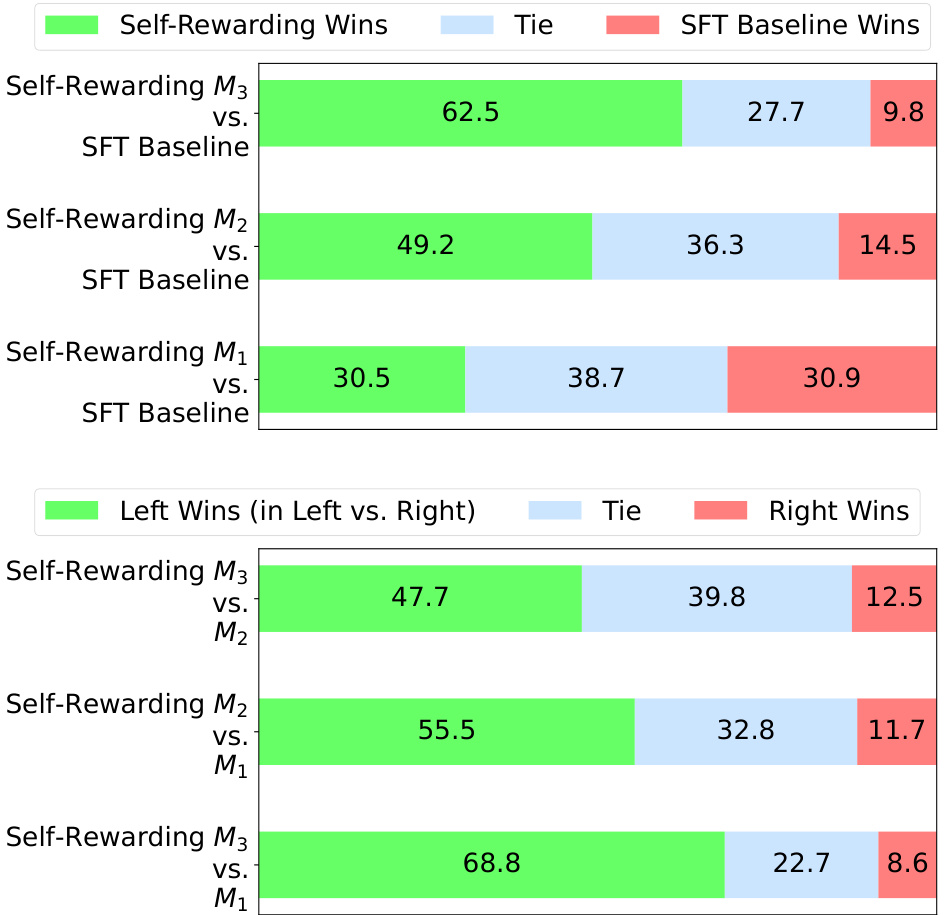 Self-Rewarding Wins Tie SFT Baseline Wins
Self-Rewarding M₃
vs.
SFT Baseline
62.5 27.7 9.8
Self-Rewarding M₂
vs.
SFT Baseline
49.2 36.3 14.5
Self-Rewarding M₁
vs.
SFT Baseline
30.5 38.7 30.9
Left Wins (in Left vs. Right) Tie Right Wins
Self-Rewarding M₃
vs.
M₂
47.7 39.8 12.5
Self-Rewarding M₂
vs.
M₁
55.5 32.8 11.7
Self-Rewarding M₃
vs.
M₁
68.8 22.7 8.6